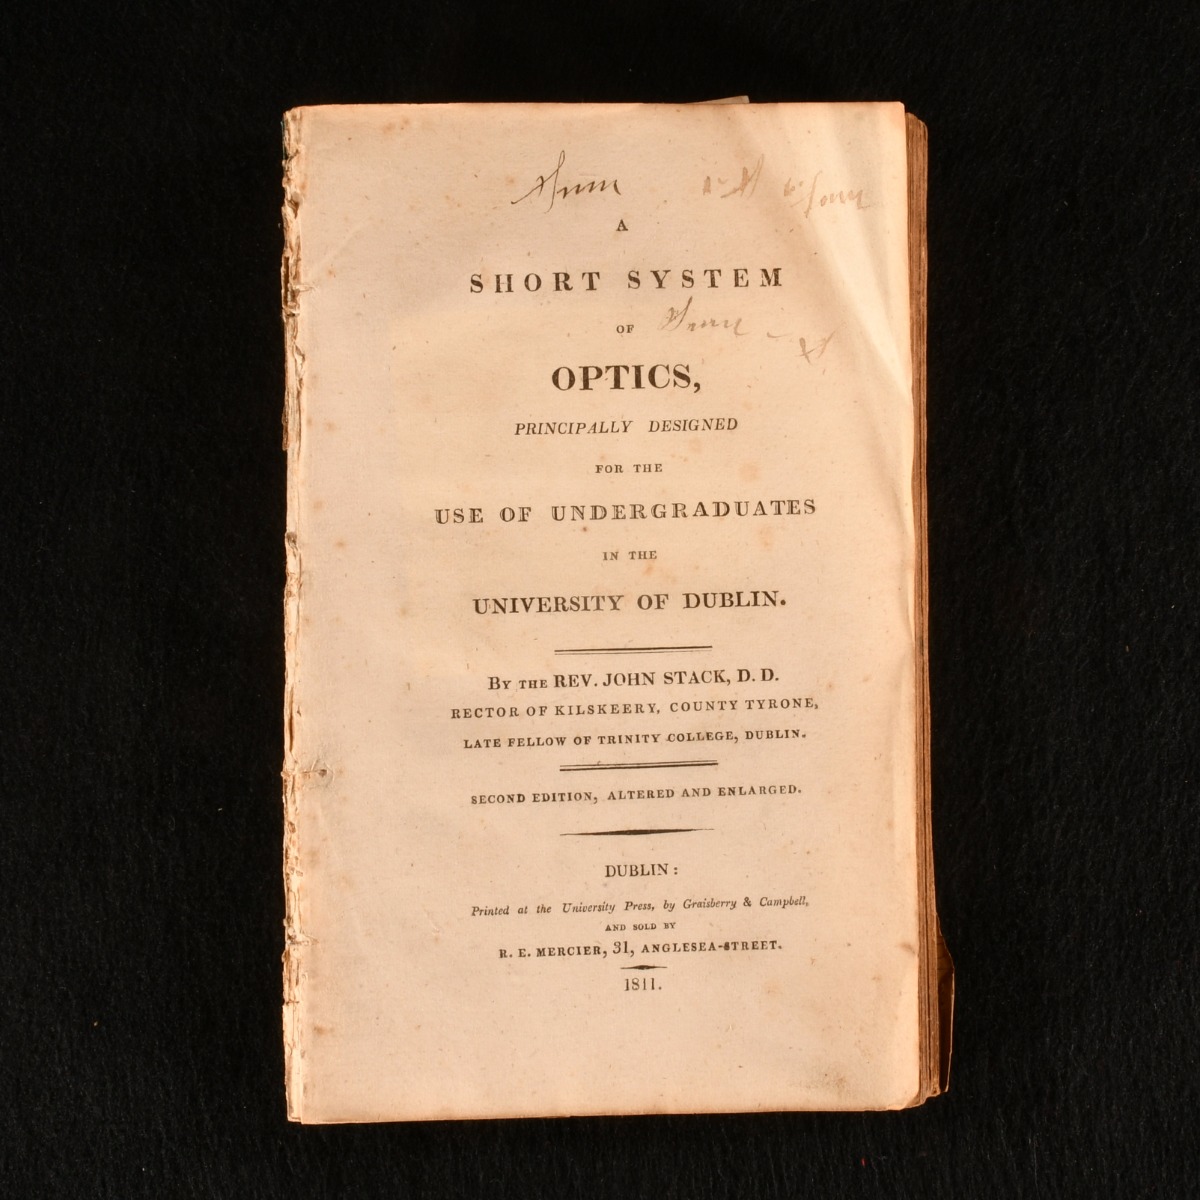 A
SHORT SYSTEM
OF
OPTICS,
PRINCIPALLY DESIGNED
FOR THE
USE OF UNDERGRADUATES
IN THE
UNIVERSITY OF DUBLIN.
BY THE REV. JOHN STACK, D. D.
RECTOR OF KILSKEERY, COUNTY TYRONE,
LATE FELLOW OF TRINITY COLLEGE, DUBLIN.
SECOND EDITION, ALTERED AND ENLARGED.
DUBLIN:
Printed at the University Press, by Graisberry & Campbell,
AND SOLD BY
R. E. MERCIER, 31, ANGLESEA-STREET.
1811.